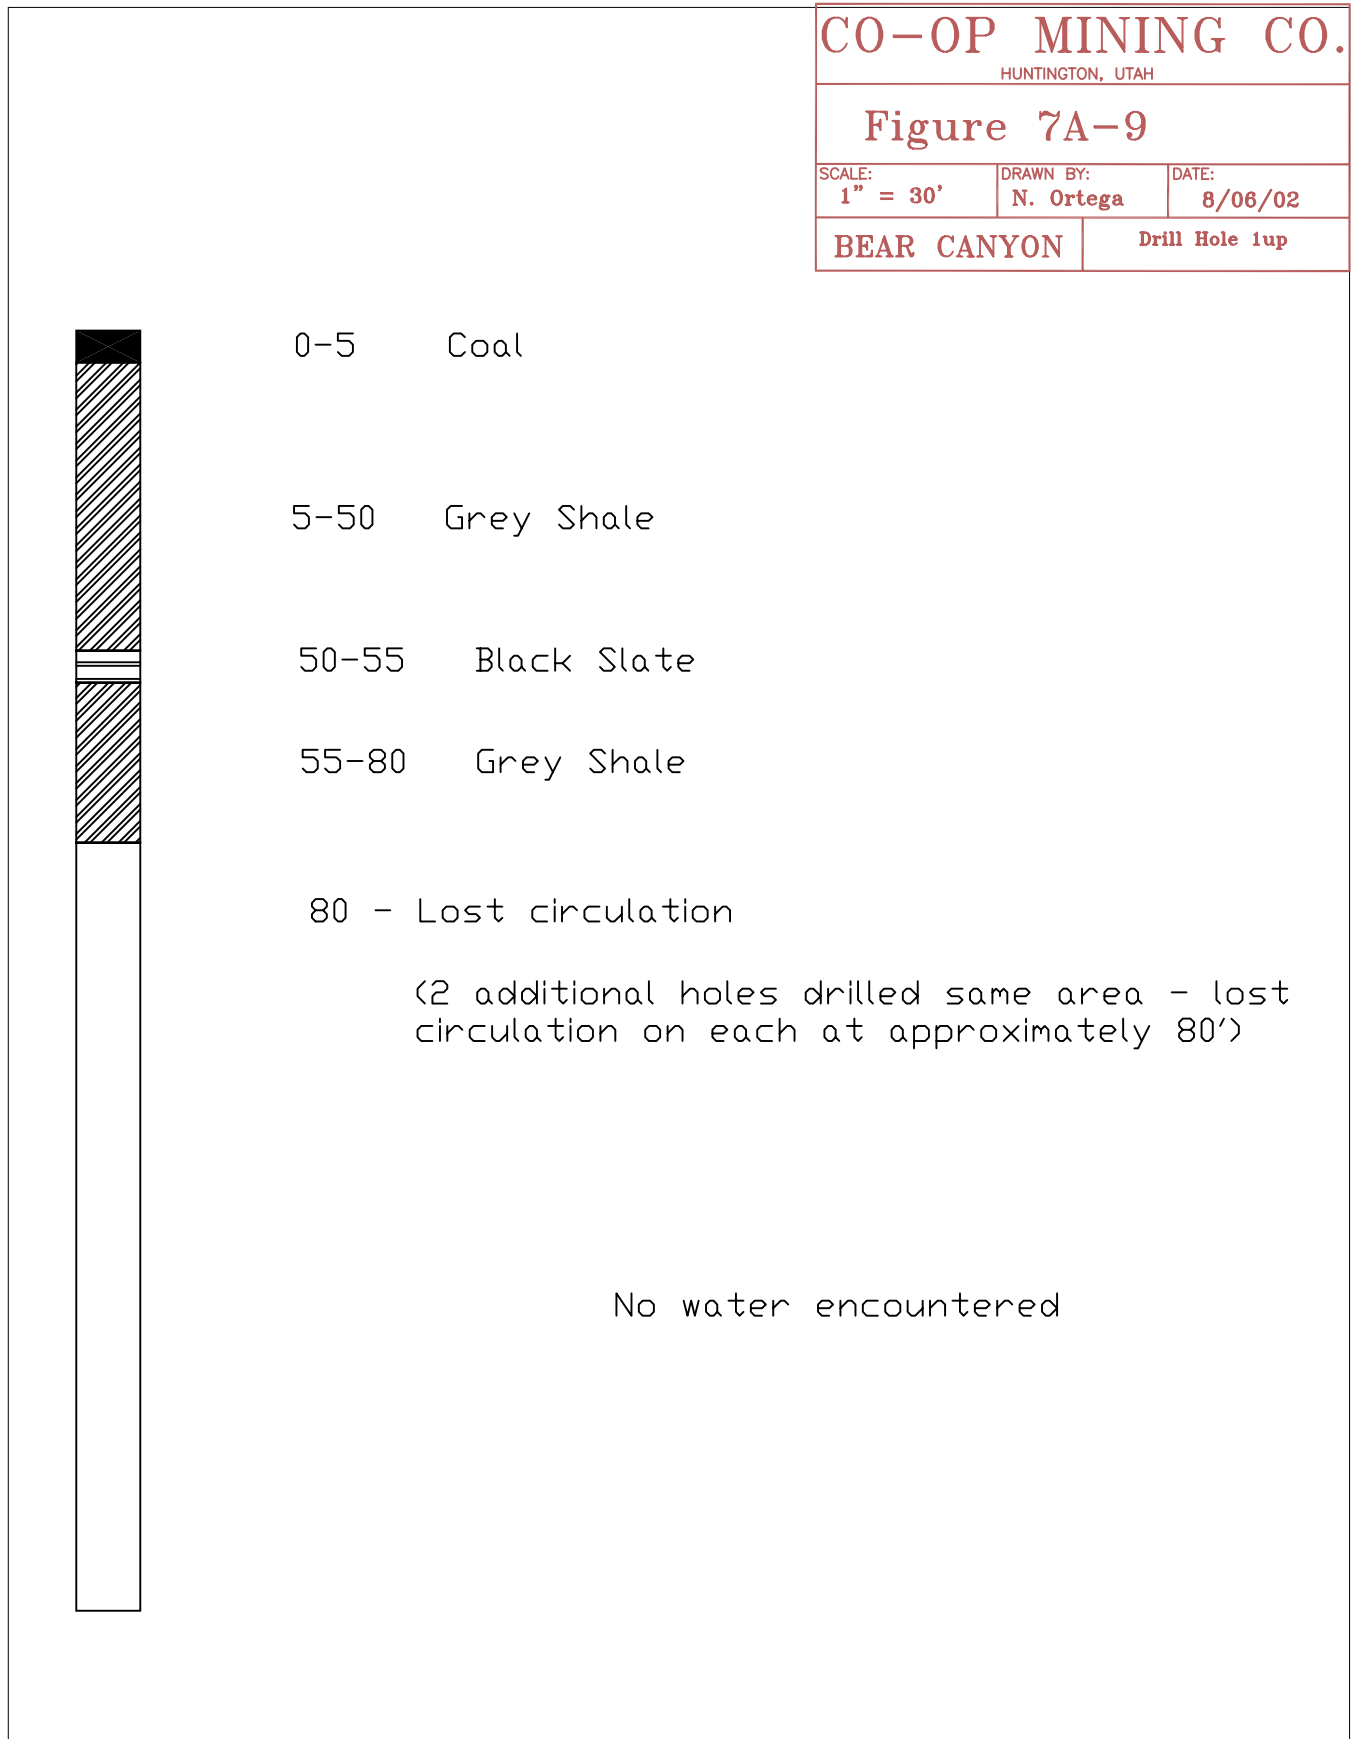 CO-OP MINING CO.
HUNTINGTON, UTAH
Figure 7A-9
SCALE:
1" = 30'
DRAWN BY:
N. Ortega
DATE:
8/06/02
BEAR CANYON
Drill Hole 1up
0-5 Coal
5-50 Grey Shale
50-55 Black Slate
55-80 Grey Shale
80 - Lost circulation
(2 additional holes drilled same area - lost
circulation on each at approximately 80')
No water encountered